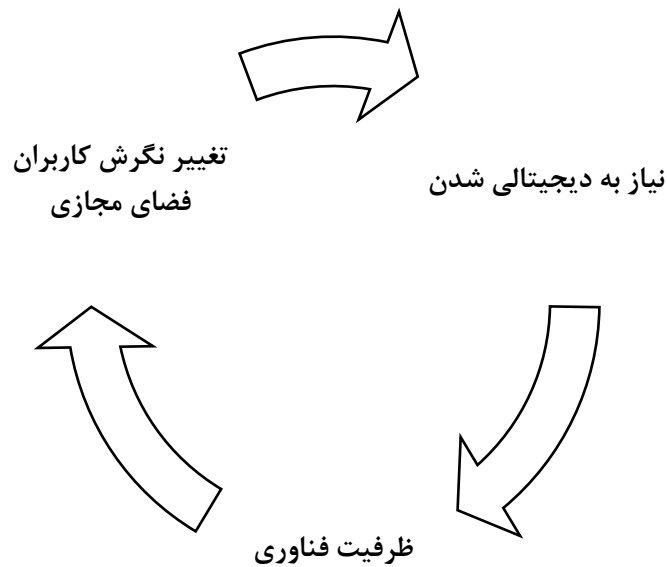 تغییر نگرش کاربران
فضای مجازی
نیاز به دیجیتالی شدن
ظرفیت فناوری